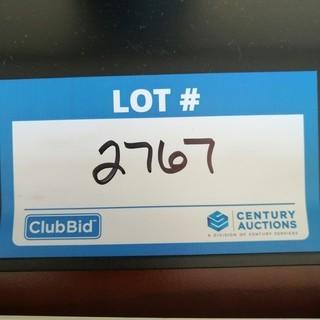 LOT #
2767
ClubBid
CENTURY
AUCTIONS
A DIVISION OF CENTURY SERVICES